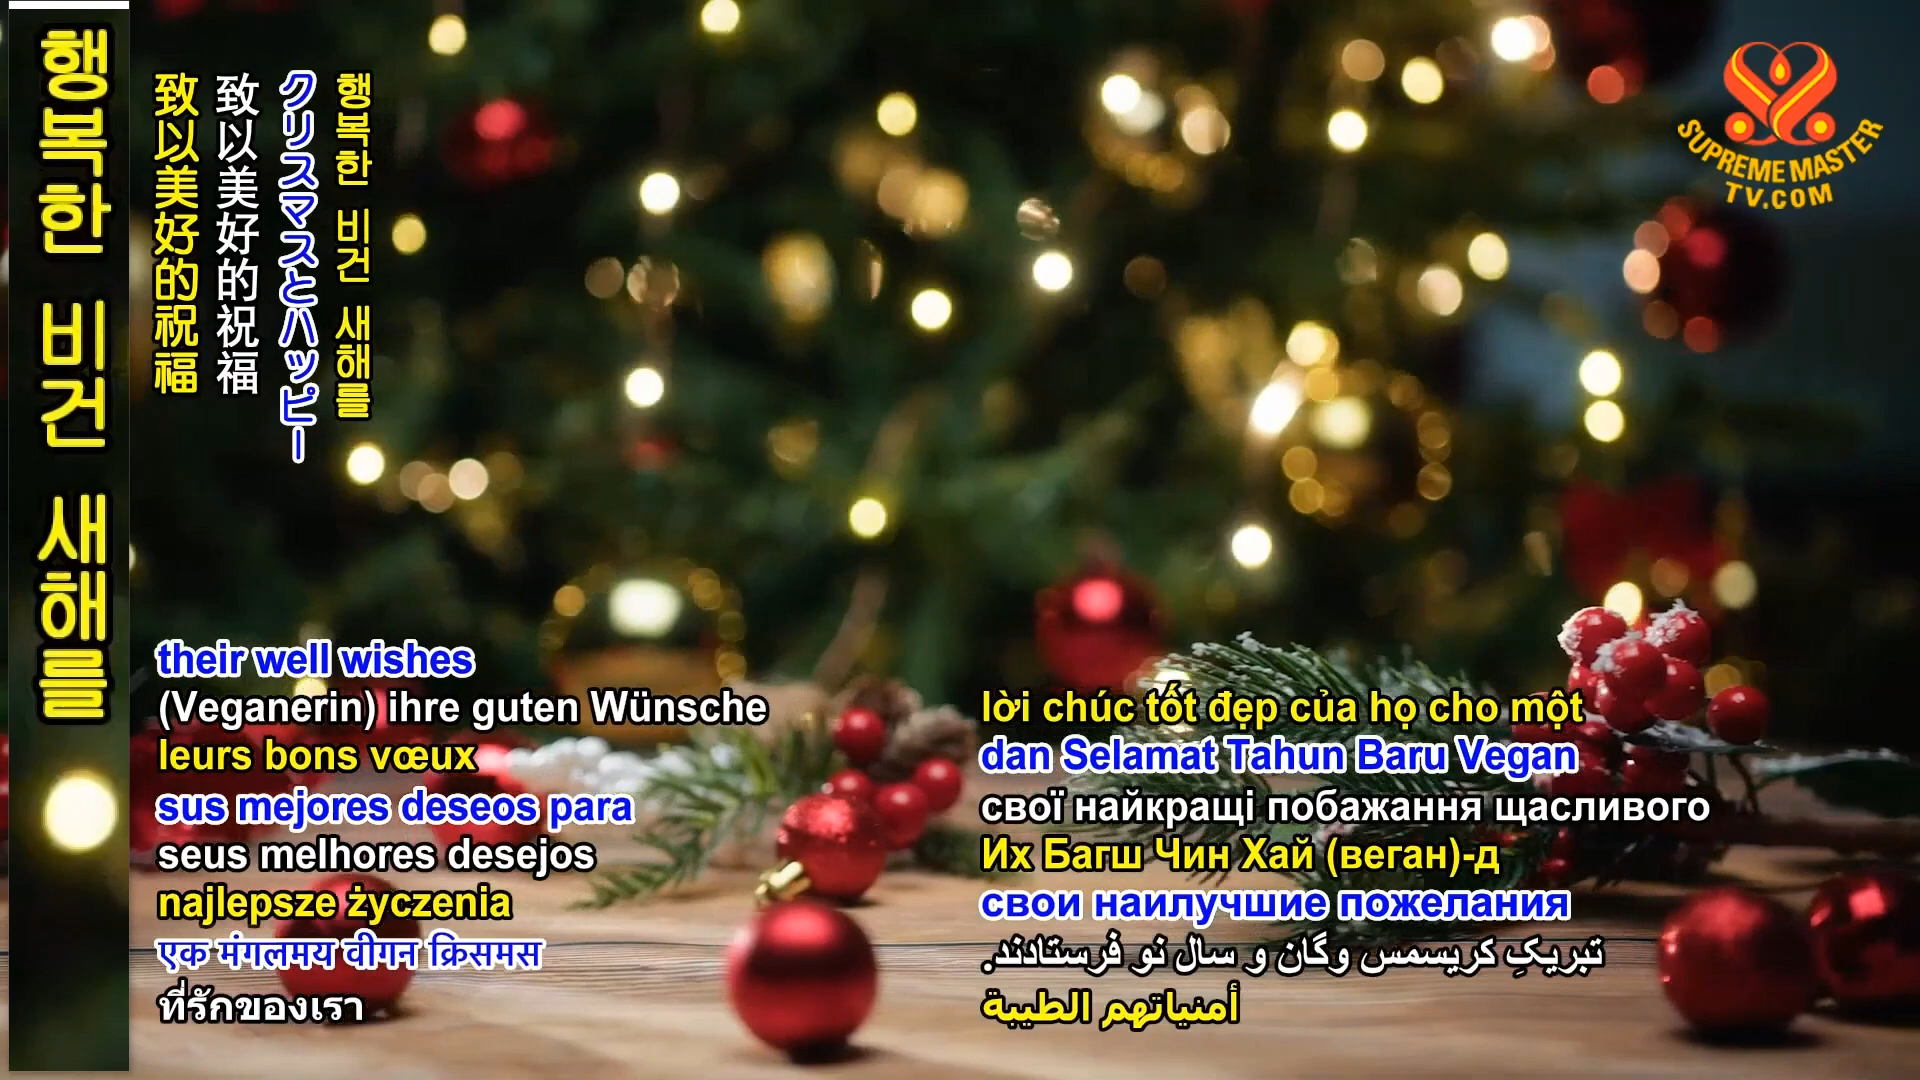 행복한 비건 새해를
致以美好的祝福
致以美好的祝福
クリスマスとハッピー
행복한 비건 새해를
SUPREME MASTER
TV.COM
their well wishes
(Veganerin) ihre guten Wünsche
leurs bons vœux
sus mejores deseos para
seus melhores desejos
najlepsze życzenia
एक मंगलमय वीगन क्रिसमस
ที่รักของเรา
lời chúc tốt đẹp của họ cho một
dan Selamat Tahun Baru Vegan
свої найкращі побажання щасливого
Их Багш Чин Хай (веган)-д
свои наилучшие пожелания
تبریکِ کریسمس وگان و سال نو فرستادند.
أمنياتهم الطيبة